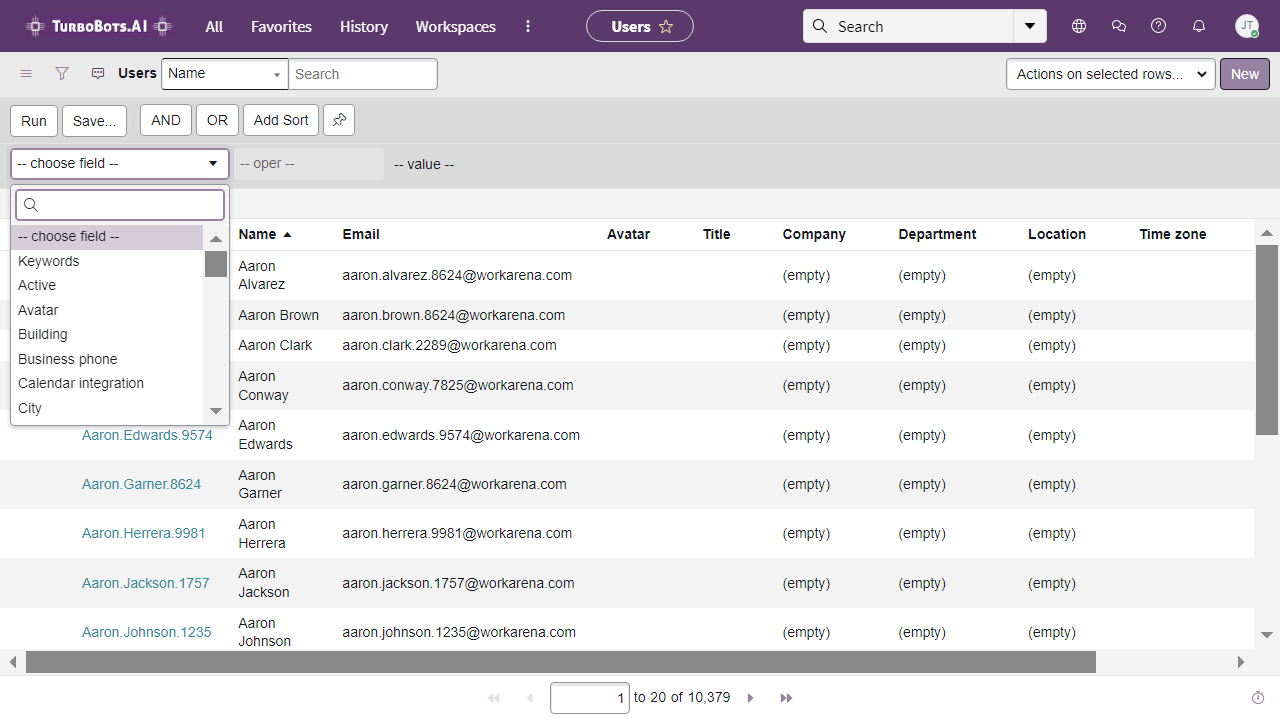 TURBOBOTS.AI
All
Favorites
History
Workspaces
Users
Search
JT
Users
Name
Search
Actions on selected rows...
New
Run
Save...
AND
OR
Add Sort
-- choose field --
-- oper --
-- value --
-- choose field --
Keywords
Active
Avatar
Building
Business phone
Calendar integration
City
Name
Email
Avatar
Title
Company
Department
Location
Time zone
Aaron Alvarez
aaron.alvarez.8624@workarena.com
(empty)
(empty)
(empty)
Aaron Brown
aaron.brown.8624@workarena.com
(empty)
(empty)
(empty)
Aaron Clark
aaron.clark.2289@workarena.com
(empty)
(empty)
(empty)
Aaron Conway
aaron.conway.7825@workarena.com
(empty)
(empty)
(empty)
Aaron.Edwards.9574
Aaron Edwards
aaron.edwards.9574@workarena.com
(empty)
(empty)
(empty)
Aaron.Garner.8624
Aaron Garner
aaron.garner.8624@workarena.com
(empty)
(empty)
(empty)
Aaron.Herrera.9981
Aaron Herrera
aaron.herrera.9981@workarena.com
(empty)
(empty)
(empty)
Aaron.Jackson.1757
Aaron Jackson
aaron.jackson.1757@workarena.com
(empty)
(empty)
(empty)
Aaron.Johnson.1235
Aaron Johnson
aaron.johnson.1235@workarena.com
(empty)
(empty)
(empty)
1 to 20 of 10,379